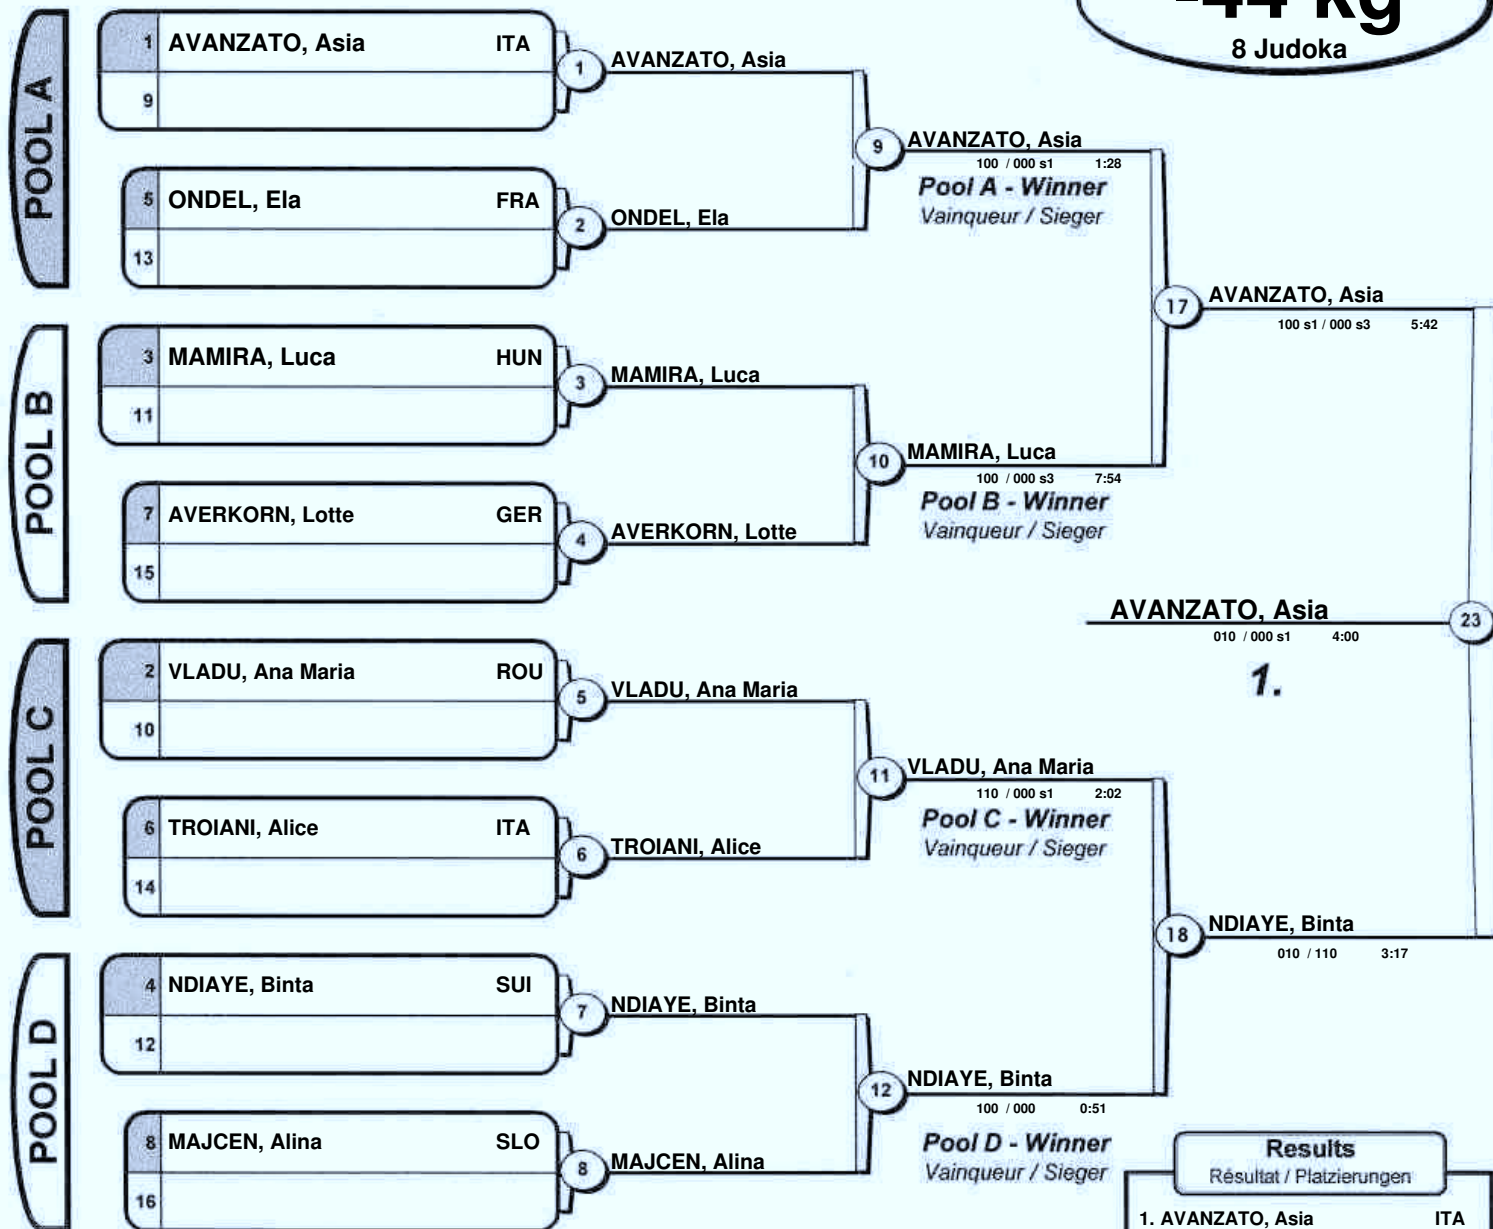 -44 kg
8 Judoka
POOL A
1 AVANZATO, Asia ITA
9
5 ONDEL, Ela FRA
13
1 AVANZATO, Asia
2 ONDEL, Ela
9 AVANZATO, Asia
100 / 000 s1 1:28
Pool A - Winner
Vainqueur / Sieger
POOL B
3 MAMIRA, Luca HUN
11
7 AVERKORN, Lotte GER
15
3 MAMIRA, Luca
4 AVERKORN, Lotte
10 MAMIRA, Luca
100 / 000 s3 7:54
Pool B - Winner
Vainqueur / Sieger
17 AVANZATO, Asia
100 s1 / 000 s3 5:42
AVANZATO, Asia 23
010 / 000 s1 4:00
1.
POOL C
2 VLADU, Ana Maria ROU
10
6 TROIANI, Alice ITA
14
5 VLADU, Ana Maria
6 TROIANI, Alice
11 VLADU, Ana Maria
110 / 000 s1 2:02
Pool C - Winner
Vainqueur / Sieger
POOL D
4 NDIAYE, Binta SUI
12
8 MAJCEN, Alina SLO
16
7 NDIAYE, Binta
8 MAJCEN, Alina
12 NDIAYE, Binta
100 / 000 0:51
Pool D - Winner
Vainqueur / Sieger
18 NDIAYE, Binta
010 / 110 3:17
Results
Résultat / Platzierungen
1. AVANZATO, Asia ITA